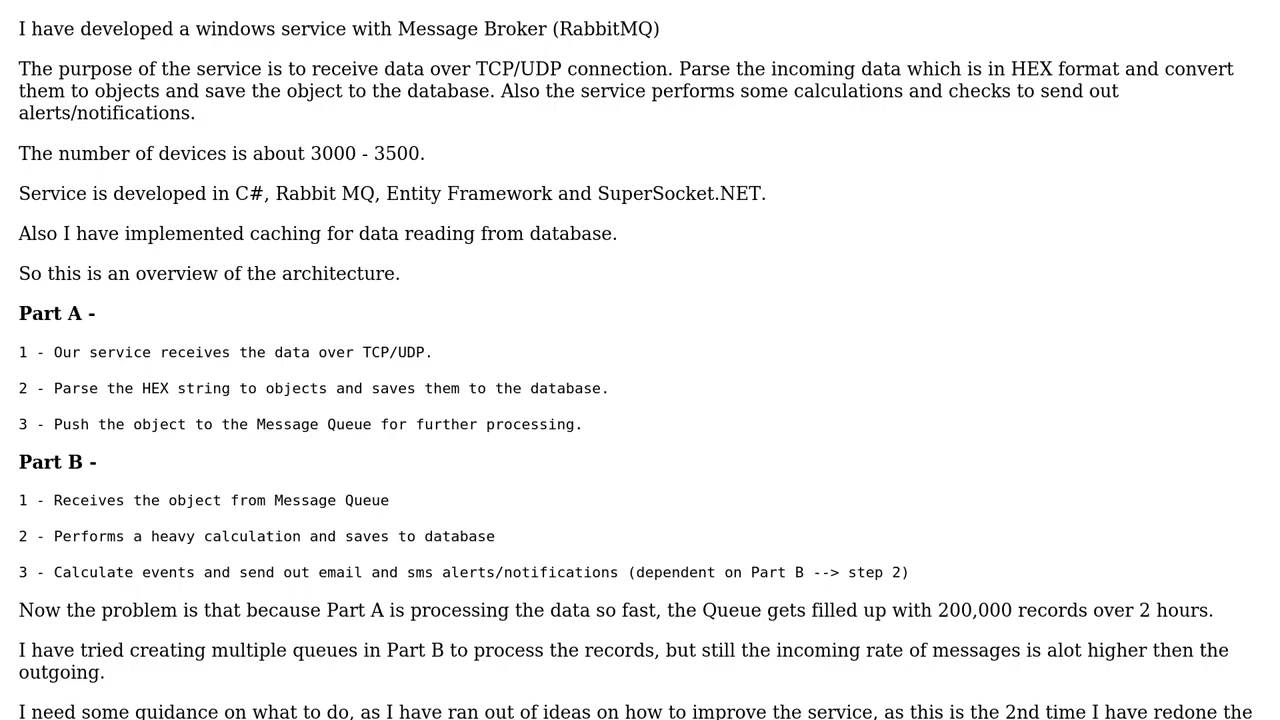 I have developed a windows service with Message Broker (RabbitMQ)
The purpose of the service is to receive data over TCP/UDP connection. Parse the incoming data which is in HEX format and convert
them to objects and save the object to the database. Also the service performs some calculations and checks to send out
alerts/notifications.
The number of devices is about 3000 - 3500.
Service is developed in C#, Rabbit MQ, Entity Framework and SuperSocket.NET.
Also I have implemented caching for data reading from database.
So this is an overview of the architecture.
Part A -
1 - Our service receives the data over TCP/UDP.
2 - Parse the HEX string to objects and saves them to the database.
3 - Push the object to the Message Queue for further processing.
Part B -
1 - Receives the object from Message Queue
2 - Performs a heavy calculation and saves to database
3 - Calculate events and send out email and sms alerts/notifications (dependent on Part B --> step 2)
Now the problem is that because Part A is processing the data so fast, the Queue gets filled up with 200,000 records over 2 hours.
I have tried creating multiple queues in Part B to process the records, but still the incoming rate of messages is alot higher then the
outgoing.
I need some guidance on what to do, as I have ran out of ideas on how to improve the service, as this is the 2nd time I have redone the